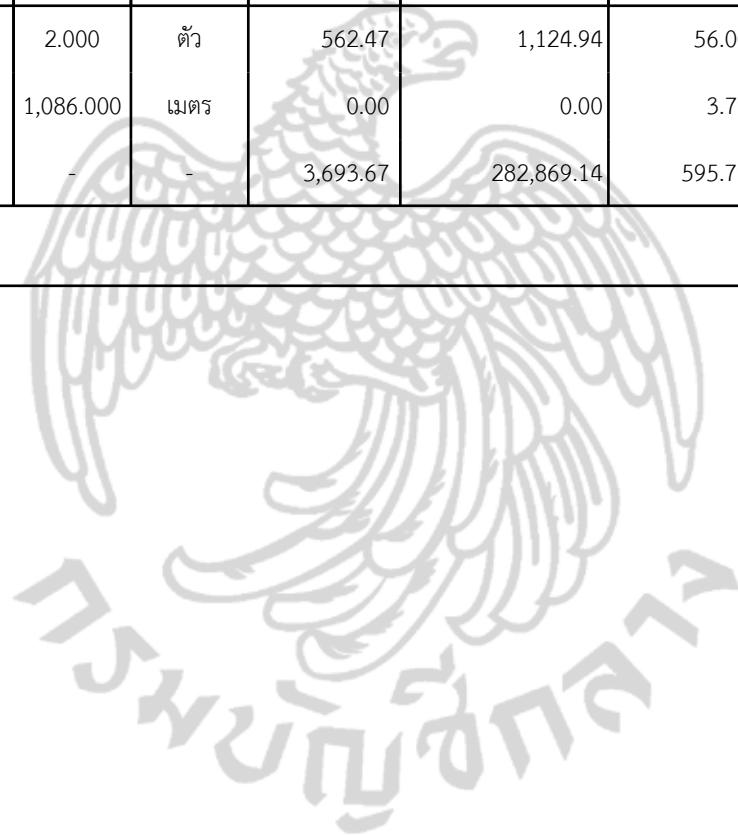 2.000 ตัว 562.47 1,124.94 56.0
1,086.000 เมตร 0.00 0.00 3.7
- - 3,693.67 282,869.14 595.7
กรมบัญชีกลาง